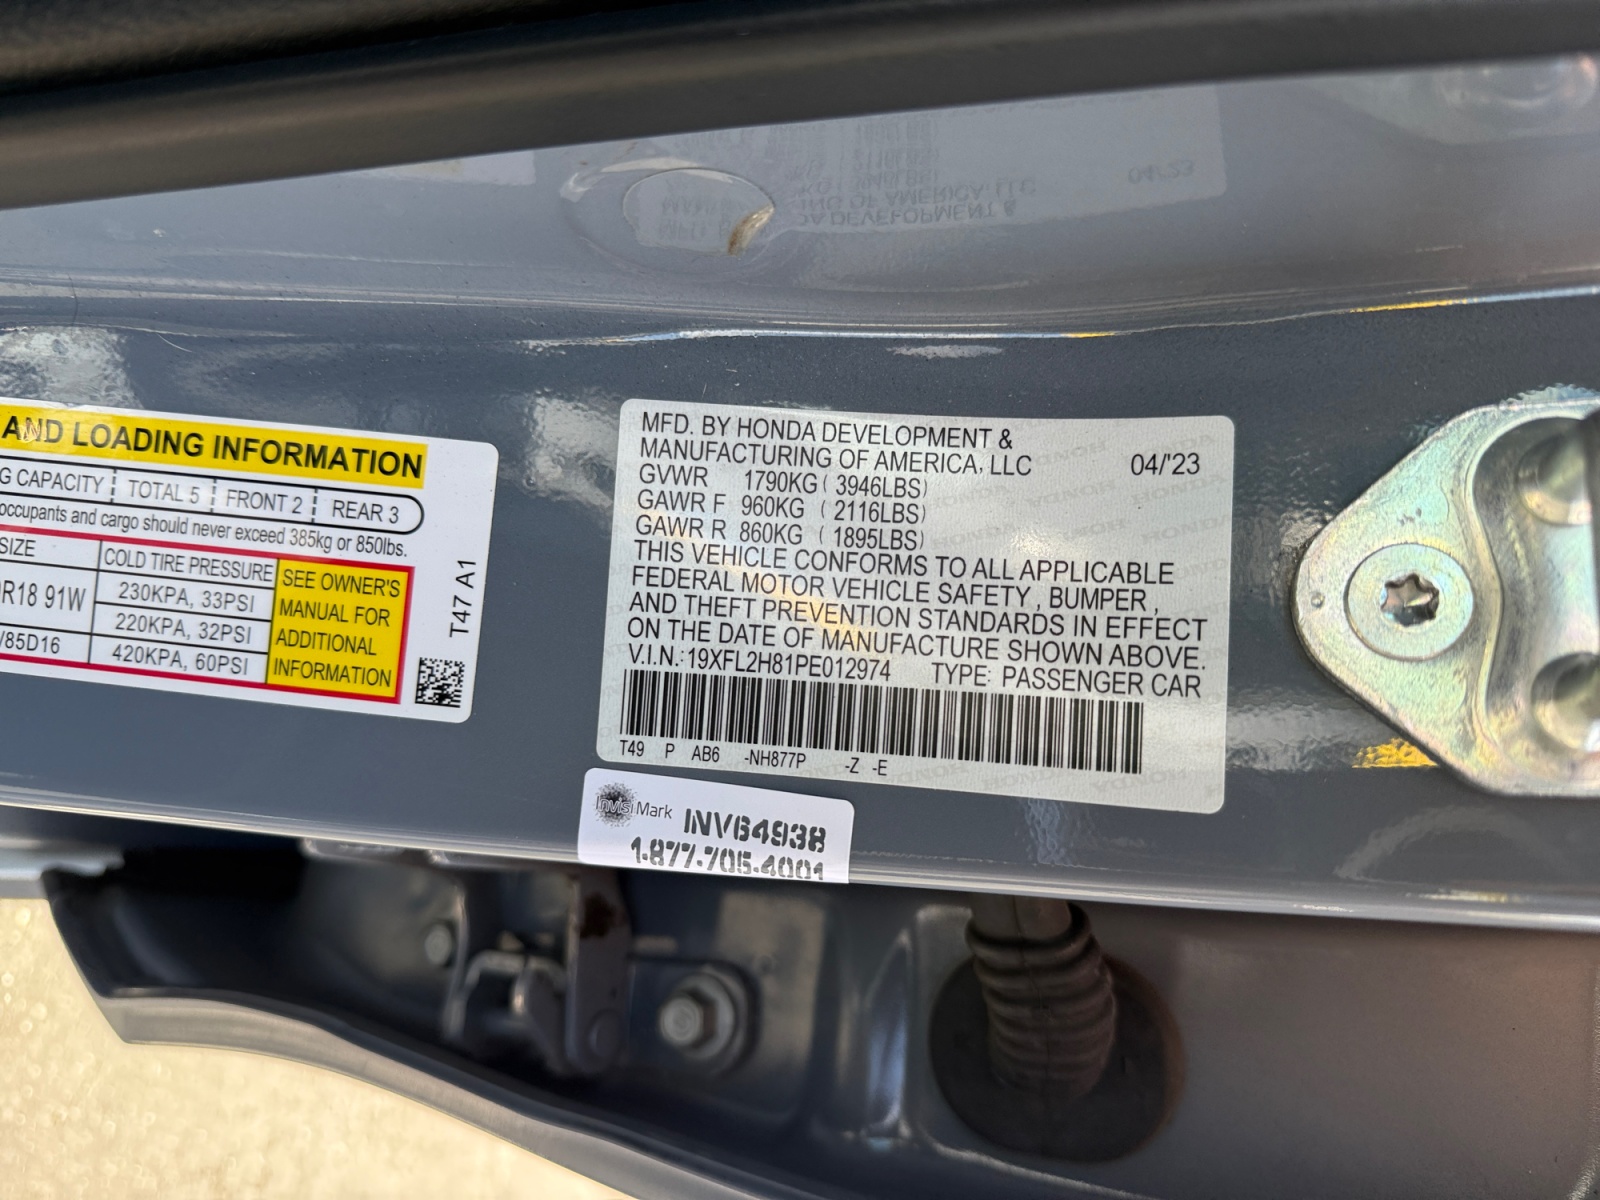 AND LOADING INFORMATION
G CAPACITY TOTAL 5 FRONT 2 REAR 3
occupants and cargo should never exceed 385kg or 850lbs.
SIZE COLD TIRE PRESSURE
R18 91W 230KPA, 33PSI
220KPA, 32PSI
/85D16 420KPA, 60PSI
SEE OWNER'S
MANUAL FOR
ADDITIONAL
INFORMATION
T47 A1
MFD. BY HONDA DEVELOPMENT &
MANUFACTURING OF AMERICA, LLC 04/'23
GVWR 1790KG ( 3946LBS)
GAWR F 960KG ( 2116LBS)
GAWR R 860KG ( 1895LBS)
THIS VEHICLE CONFORMS TO ALL APPLICABLE
FEDERAL MOTOR VEHICLE SAFETY , BUMPER ,
AND THEFT PREVENTION STANDARDS IN EFFECT
ON THE DATE OF MANUFACTURE SHOWN ABOVE.
V.I.N.: 19XFL2H81PE012974 TYPE: PASSENGER CAR
T49 P AB6 -NH877P -Z -E
InvisiMark INV64938
1-877-705-4001